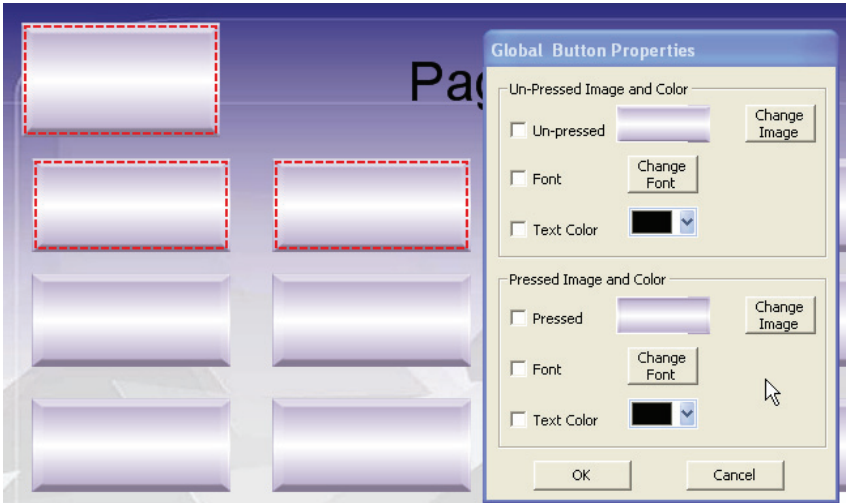 Global Button Properties
Un-Pressed Image and Color
Un-pressed
Change
Image
Font
Change
Font
Text Color
Pressed Image and Color
Pressed
Change
Image
Font
Change
Font
Text Color
OK
Cancel